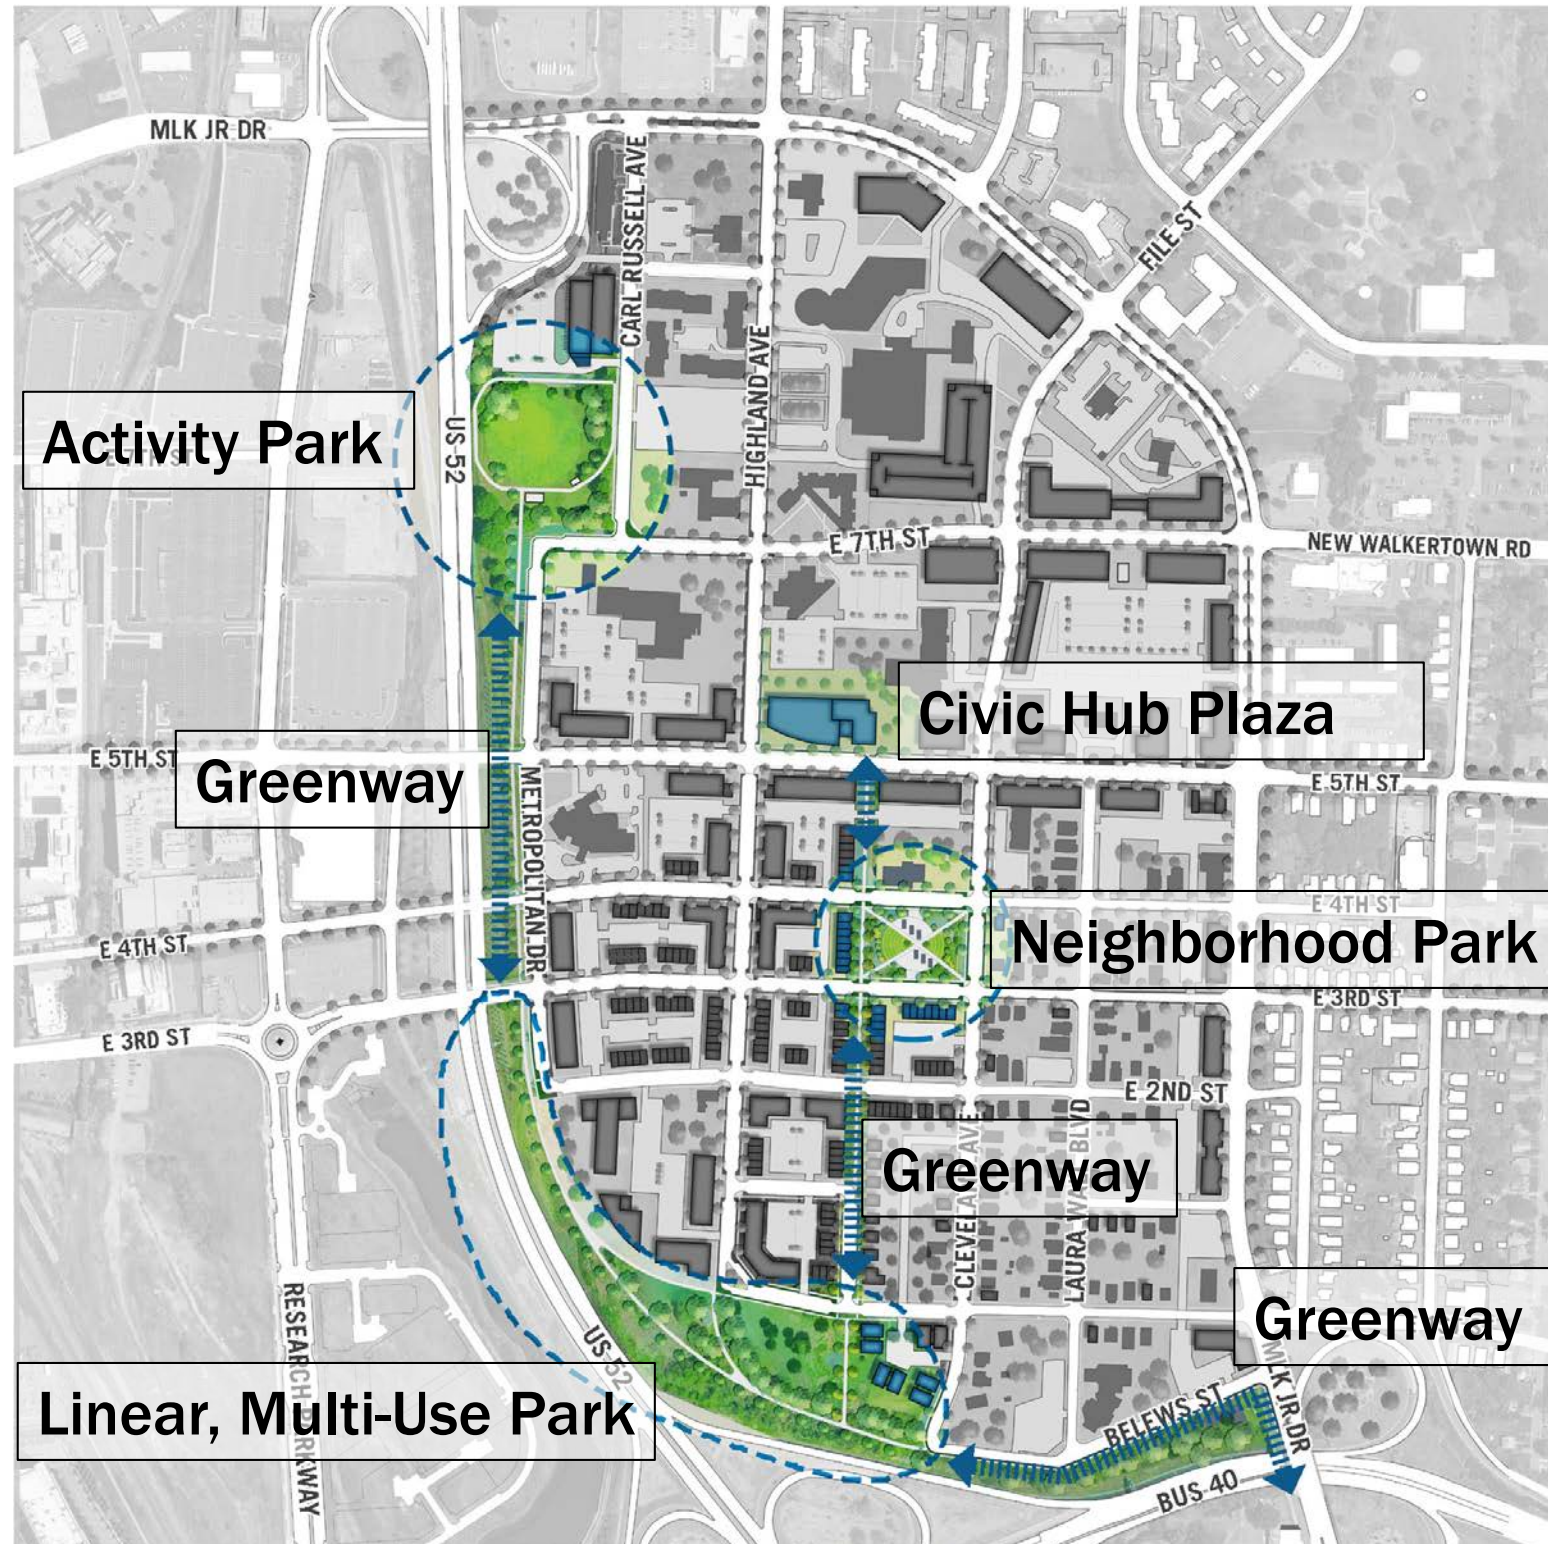 MLK JR DR
CARL RUSSELL AVE
FILE ST
HIGHLAND AVE
Activity Park
US 52
E 7TH ST
NEW WALKERTOWN RD
Civic Hub Plaza
E 5TH ST
Greenway
METROPOLITAN DR
E 5TH ST
E 4TH ST
Neighborhood Park
E 4TH ST
E 3RD ST
E 3RD ST
E 2ND ST
Greenway
CLEVELAND AVE
LAURA WALL BLVD
RESEARCH PARKWAY
US 52
Greenway
Linear, Multi-Use Park
BELEWS ST
MLK JR DR
BUS 40